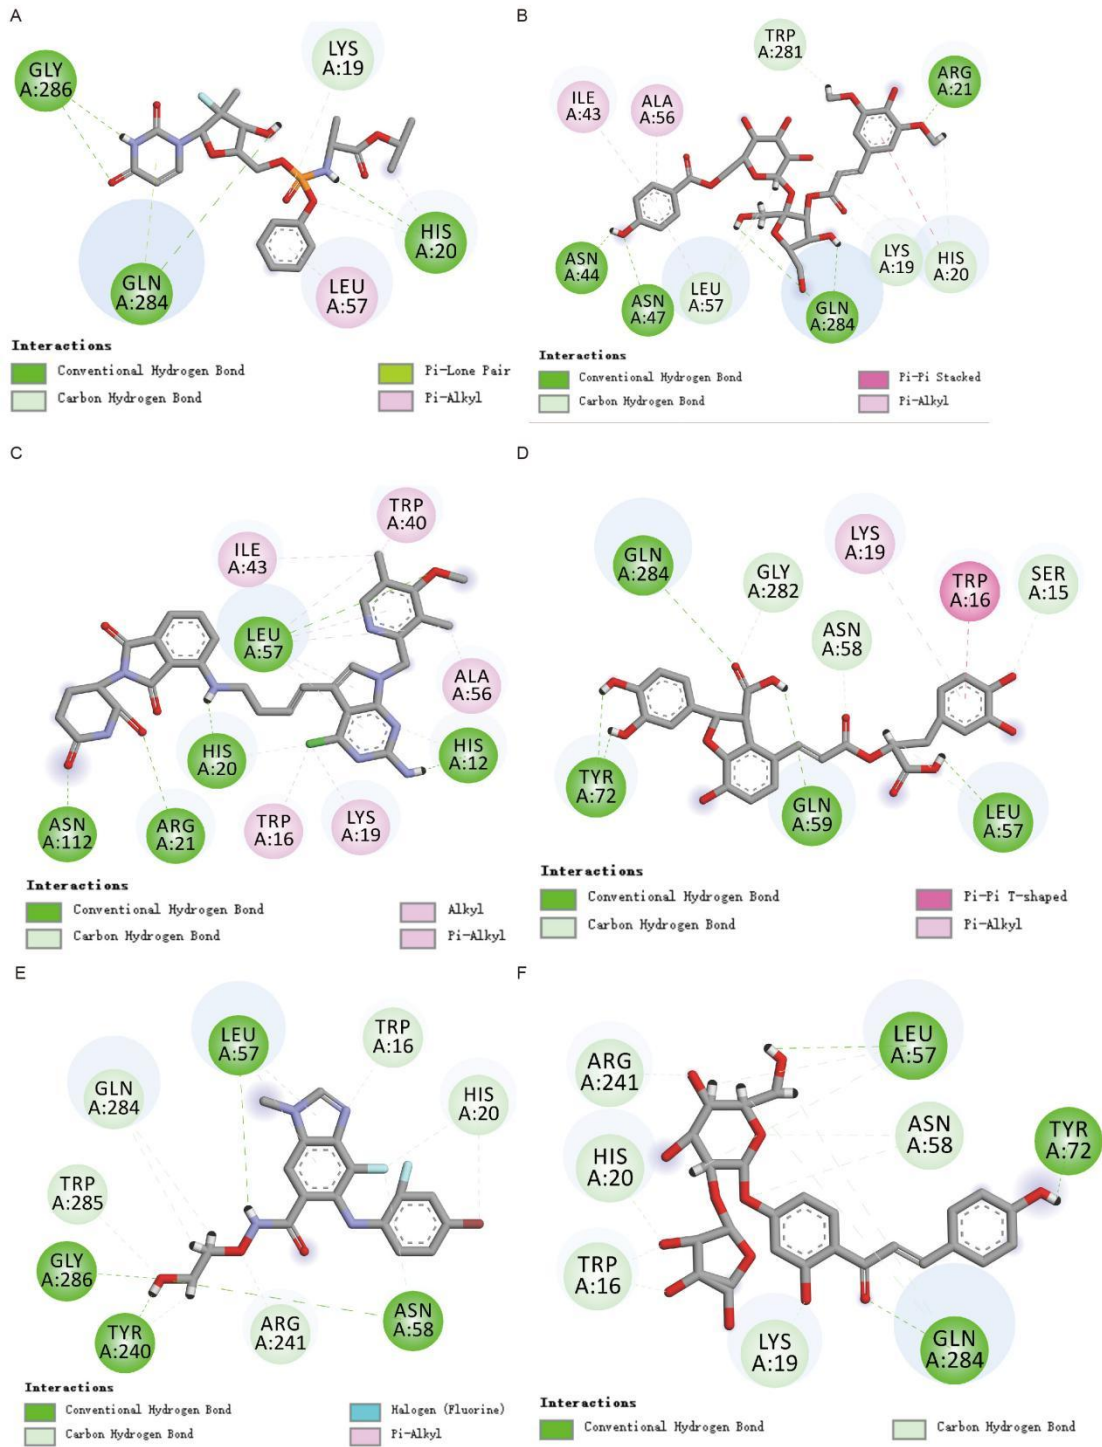 A
GLY
A:286
LYS
A:19
GLN
A:284
HIS
A:20
LEU
A:57
Interactions
Conventional Hydrogen Bond
Carbon Hydrogen Bond
Pi-Lone Pair
Pi-Alkyl
B
TRP
A:281
ARG
A:21
ILE
A:43
ALA
A:56
ASN
A:44
ASN
A:47
LEU
A:57
GLN
A:284
LYS
A:19
HIS
A:20
Interactions
Conventional Hydrogen Bond
Carbon Hydrogen Bond
Pi-Pi Stacked
Pi-Alkyl
C
TRP
A:40
ILE
A:43
LEU
A:57
ALA
A:56
HIS
A:20
HIS
A:12
ASN
A:112
ARG
A:21
TRP
A:16
LYS
A:19
Interactions
Conventional Hydrogen Bond
Carbon Hydrogen Bond
Alkyl
Pi-Alkyl
D
GLN
A:284
GLY
A:282
ASN
A:58
LYS
A:19
TRP
A:16
SER
A:15
TYR
A:72
GLN
A:59
LEU
A:57
Interactions
Conventional Hydrogen Bond
Carbon Hydrogen Bond
Pi-Pi T-shaped
Pi-Alkyl
E
LEU
A:57
TRP
A:16
GLN
A:284
HIS
A:20
TRP
A:285
GLY
A:286
TYR
A:240
ARG
A:241
ASN
A:58
Interactions
Conventional Hydrogen Bond
Carbon Hydrogen Bond
Halogen (Fluorine)
Pi-Alkyl
F
LEU
A:57
ARG
A:241
ASN
A:58
HIS
A:20
TYR
A:72
TRP
A:16
LYS
A:19
GLN
A:284
Interactions
Conventional Hydrogen Bond
Carbon Hydrogen Bond